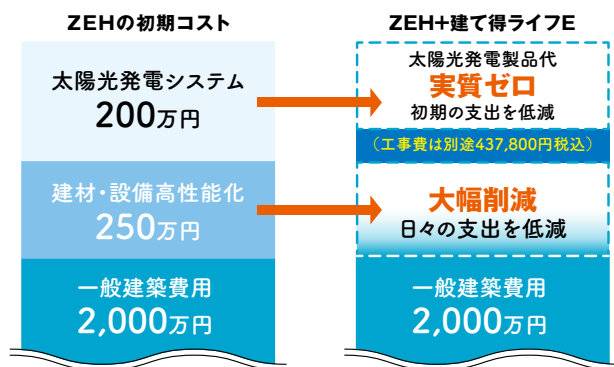 ZEHの初期コスト
太陽光発電システム
200万円
建材・設備高性能化
250万円
一般建築費用
2,000万円
ZEH+建て得ライフE
太陽光発電製品代
実質ゼロ
初期の支出を低減
（工事費は別途437,800円税込）
大幅削減
日々の支出を低減
一般建築費用
2,000万円